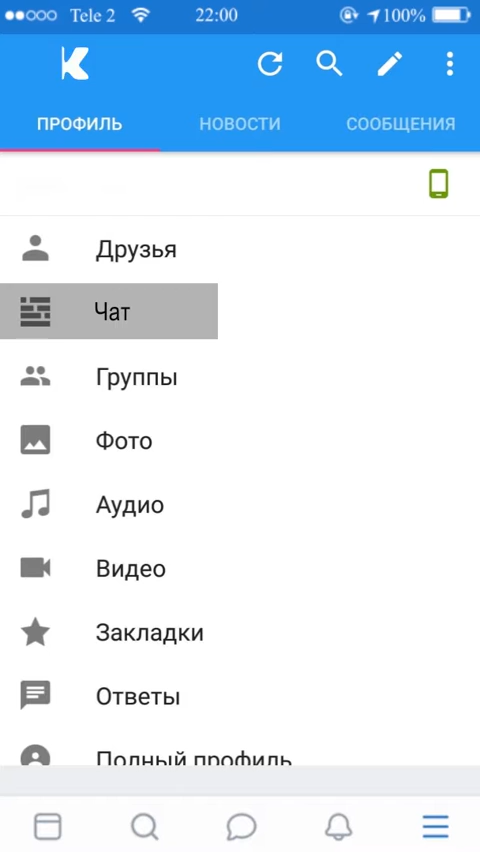 Tele 2 22:00 100%
K
ПРОФИЛЬ НОВОСТИ СООБЩЕНИЯ
Друзья
Чат
Группы
Фото
Аудио
Видео
Закладки
Ответы
Полный профиль